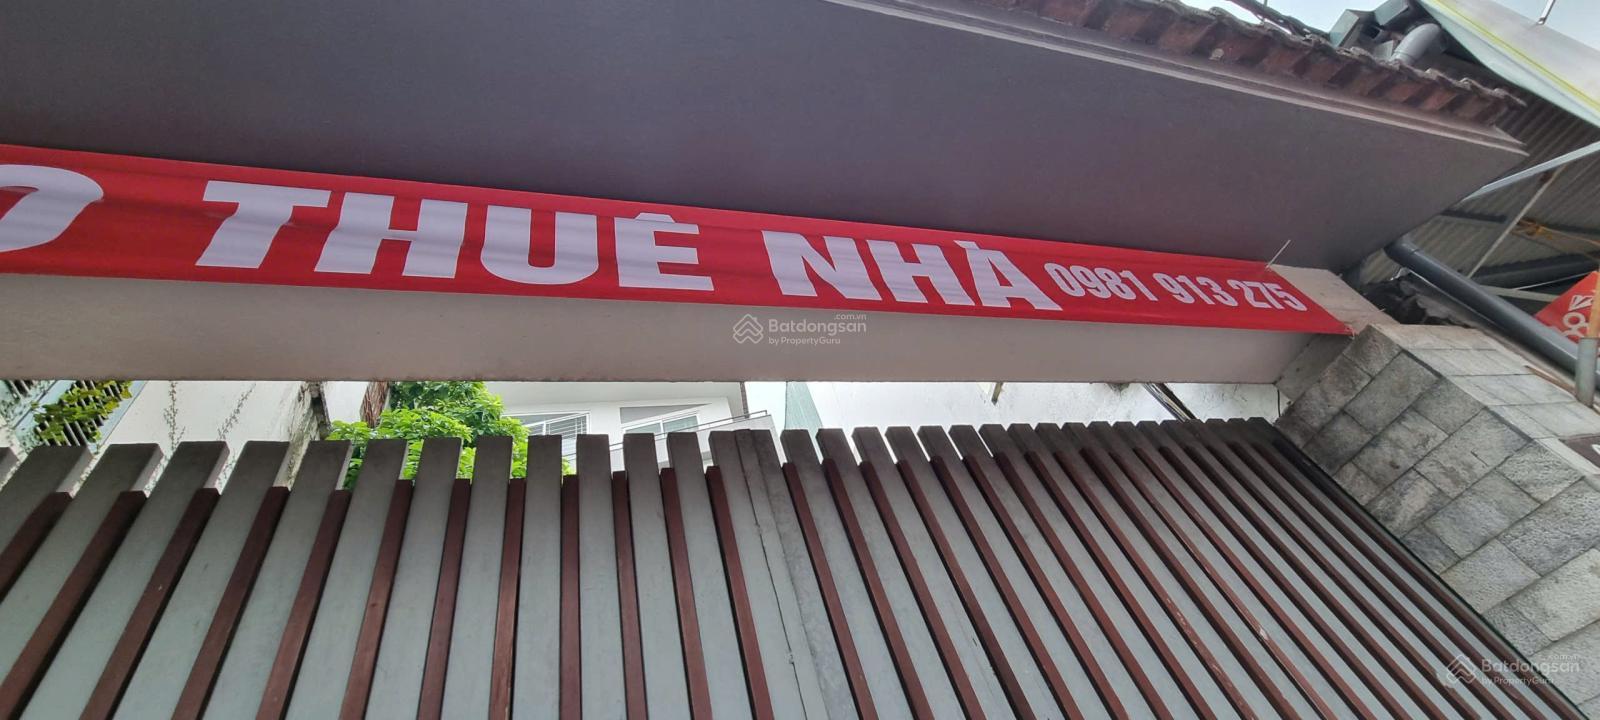 THUÊ NHÀ 0981 913 275
Batdongsan.com.vn
by PropertyGuru
Batdongsan.com.vn
by PropertyGuru